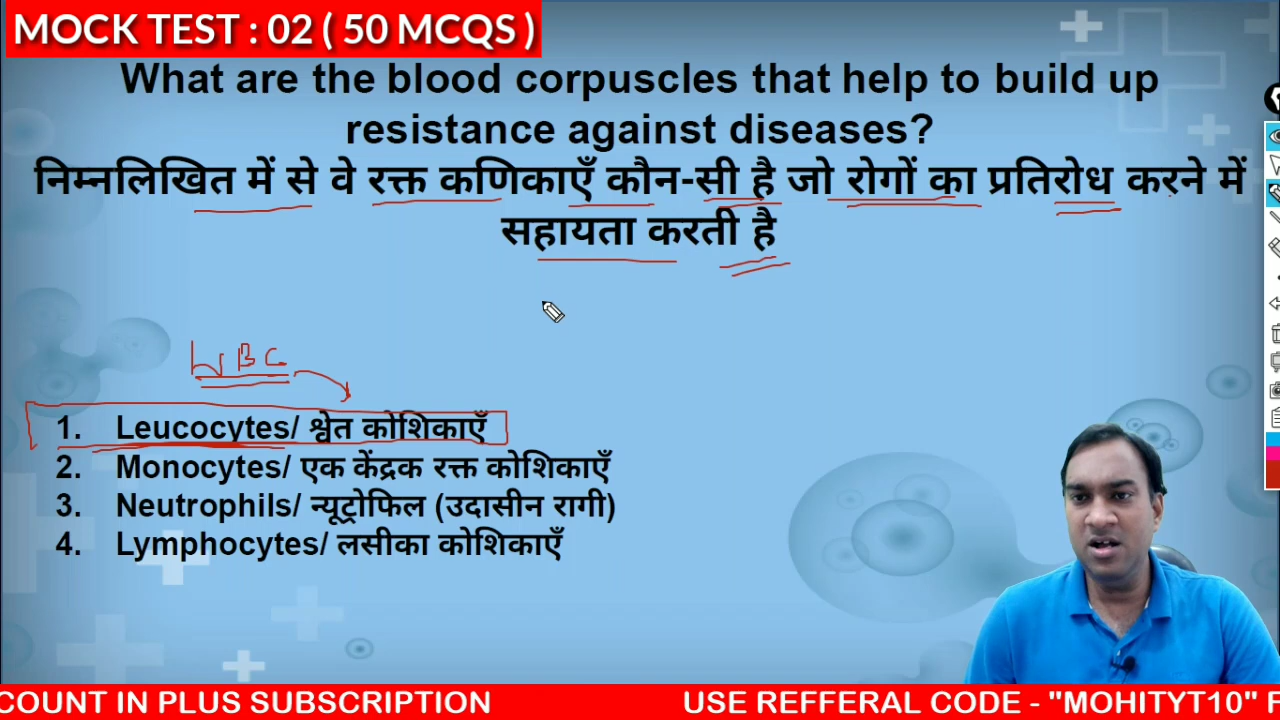 MOCK TEST : 02 ( 50 MCQS )
What are the blood corpuscles that help to build up
resistance against diseases?
निम्नलिखित में से वे रक्त कणिकाएँ कौन-सी है जो रोगों का प्रतिरोध करने में
सहायता करती है
WBC
1. Leucocytes/ श्वेत कोशिकाएँ
2. Monocytes/ एक केंद्रक रक्त कोशिकाएँ
3. Neutrophils/ न्यूट्रोफिल (उदासीन रागी)
4. Lymphocytes/ लसीका कोशिकाएँ
COUNT IN PLUS SUBSCRIPTION USE REFFERAL CODE - "MOHITYT10" F